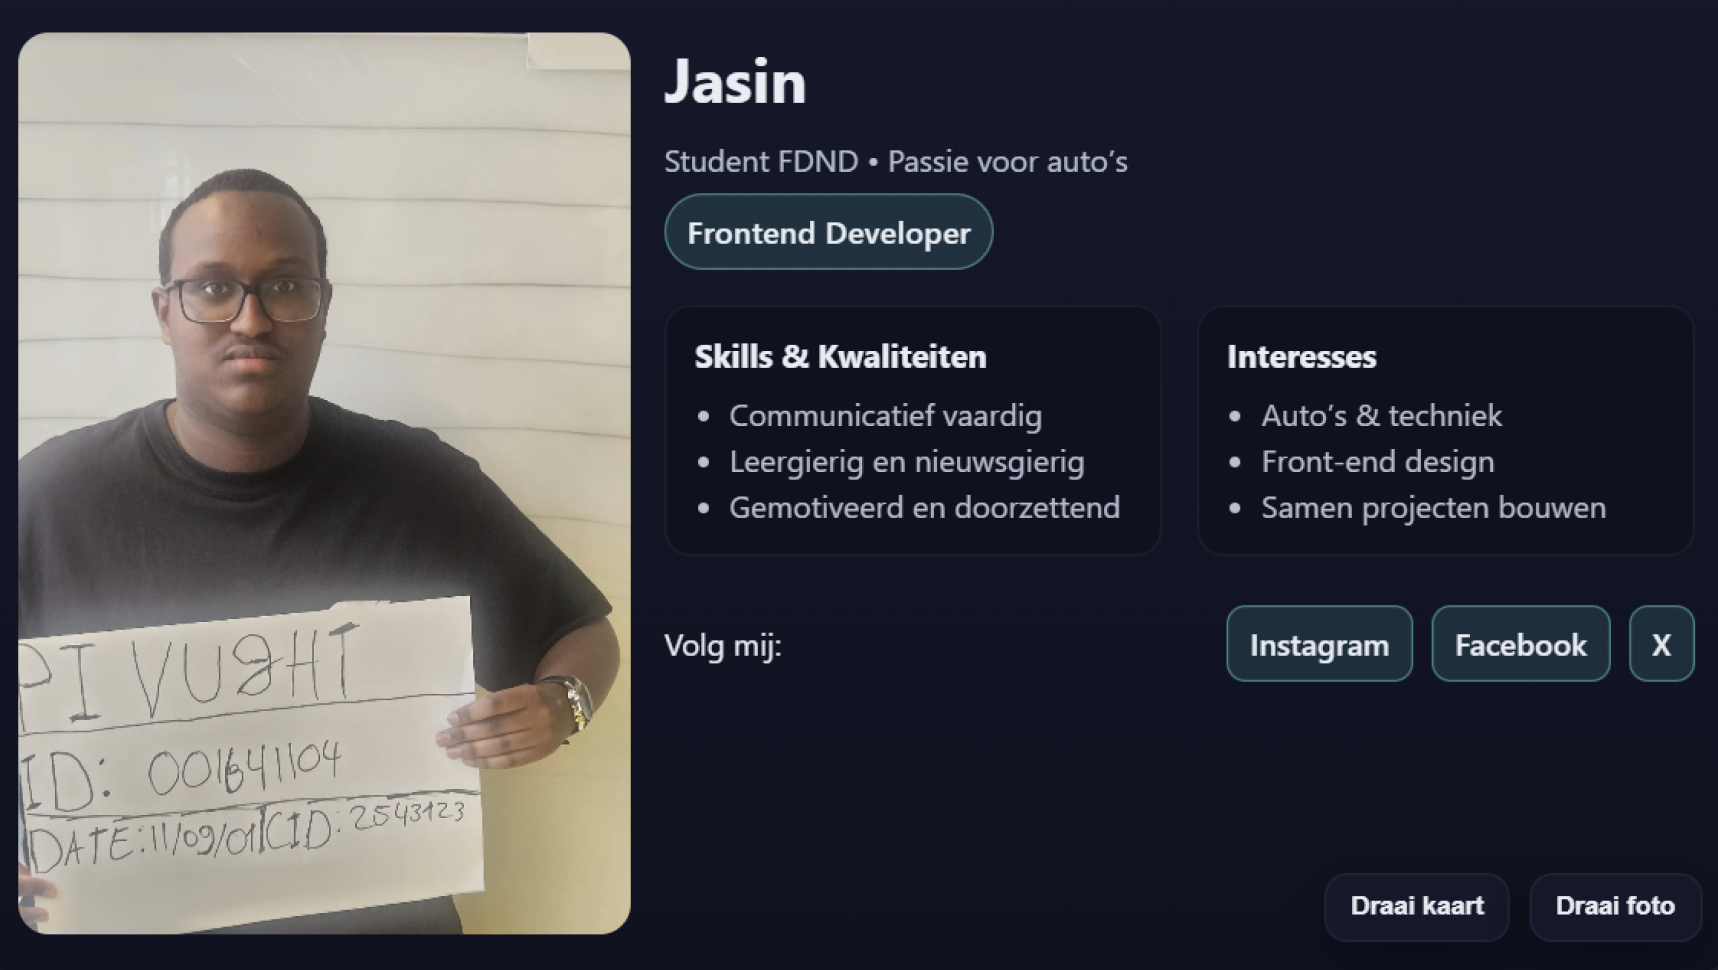 Jasin
Student FDND • Passie voor auto’s
Frontend Developer
Skills & Kwaliteiten
Communicatief vaardig
Leergierig en nieuwsgierig
Gemotiveerd en doorzettend
Interesses
Auto’s & techniek
Front-end design
Samen projecten bouwen
Volg mij:
Instagram
Facebook
X
Draai kaart
Draai foto
PI VUgHT
ID: 001641104
DATE:11/09/01 CID: 2543123